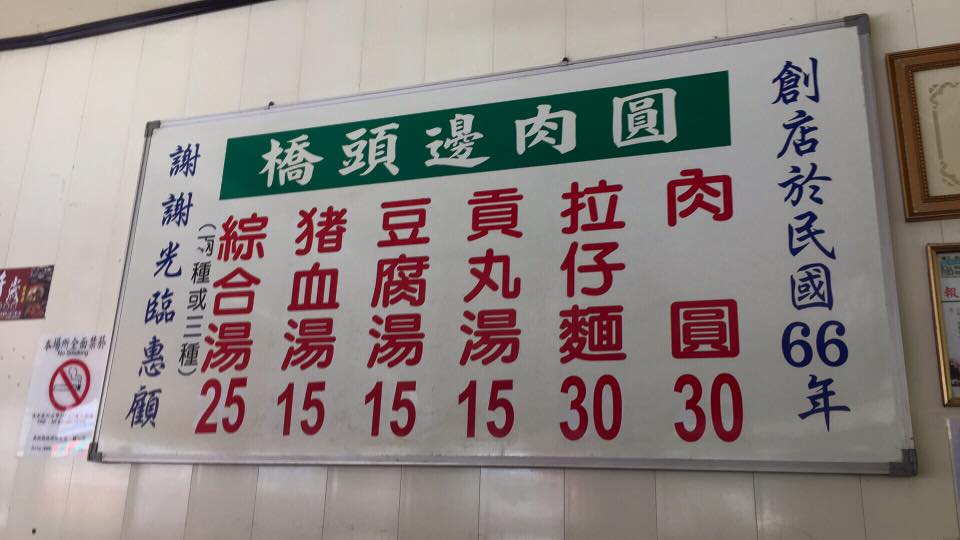 橋頭邊肉圓
創店於民國66年
肉圓 30
拉仔麵 30
貢丸湯 15
豆腐湯 15
猪血湯 15
綜合湯 25
(兩種或三種)
謝謝光臨惠顧
本場所全面禁菸
No Smoking
報